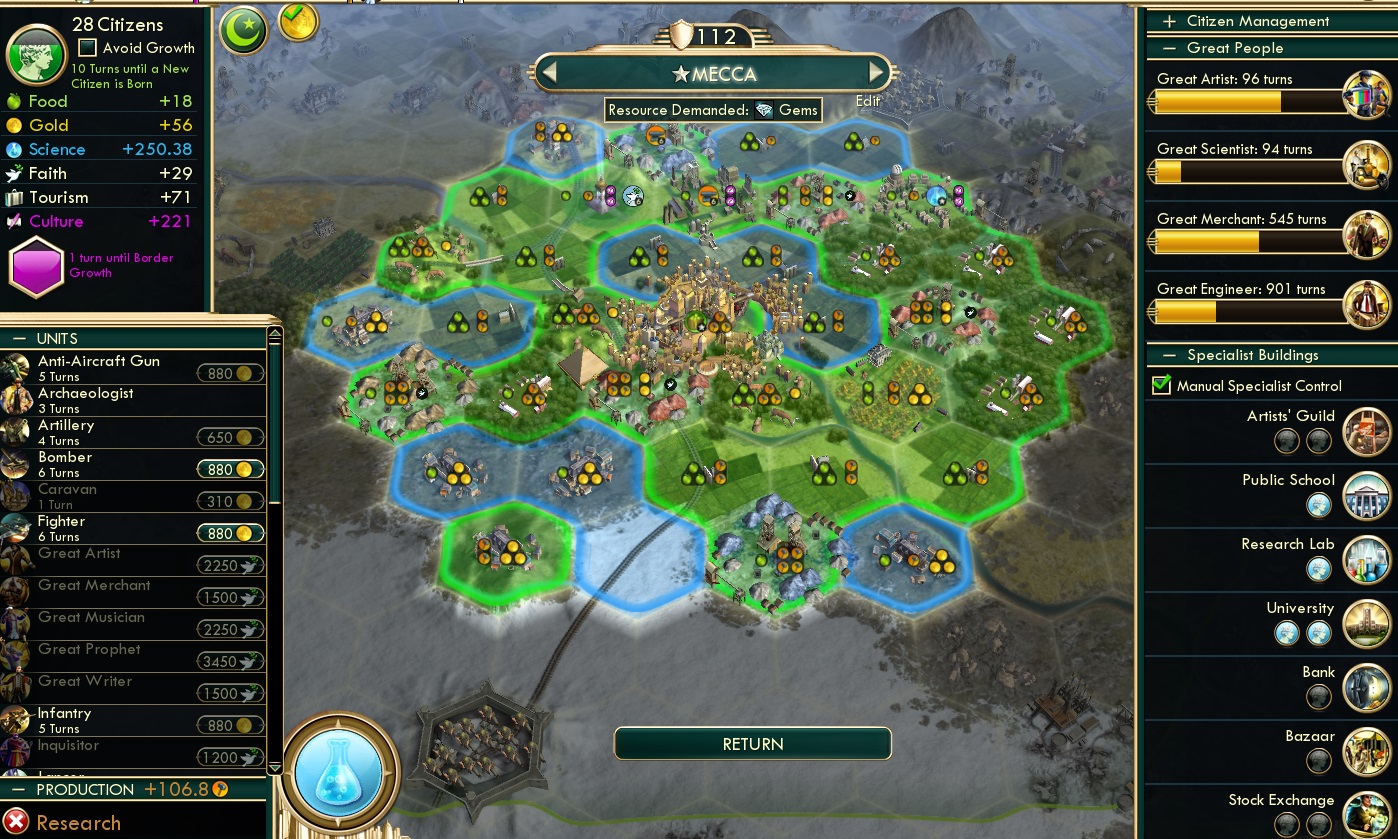 28 Citizens
Avoid Growth
10 Turns until a New
Citizen is Born
Food +18
Gold +56
Science +250.38
Faith +29
Tourism +71
Culture +221
1 turn until Border
Growth
UNITS
Anti-Aircraft Gun
5 Turns 880
Archaeologist
3 Turns
Artillery
4 Turns 650
Bomber
6 Turns 880
Caravan
1 Turn 310
Fighter
6 Turns 880
Great Artist
2250
Great Merchant
1500
Great Musician
2250
Great Prophet
3450
Great Writer
1500
Infantry
5 Turns 880
Inquisitor
1200
PRODUCTION +106.8
Research
112
MECCA
Edit
Resource Demanded: Gems
RETURN
Citizen Management
Great People
Great Artist: 96 turns
Great Scientist: 94 turns
Great Merchant: 545 turns
Great Engineer: 901 turns
Specialist Buildings
Manual Specialist Control
Artists' Guild
Public School
Research Lab
University
Bank
Bazaar
Stock Exchange